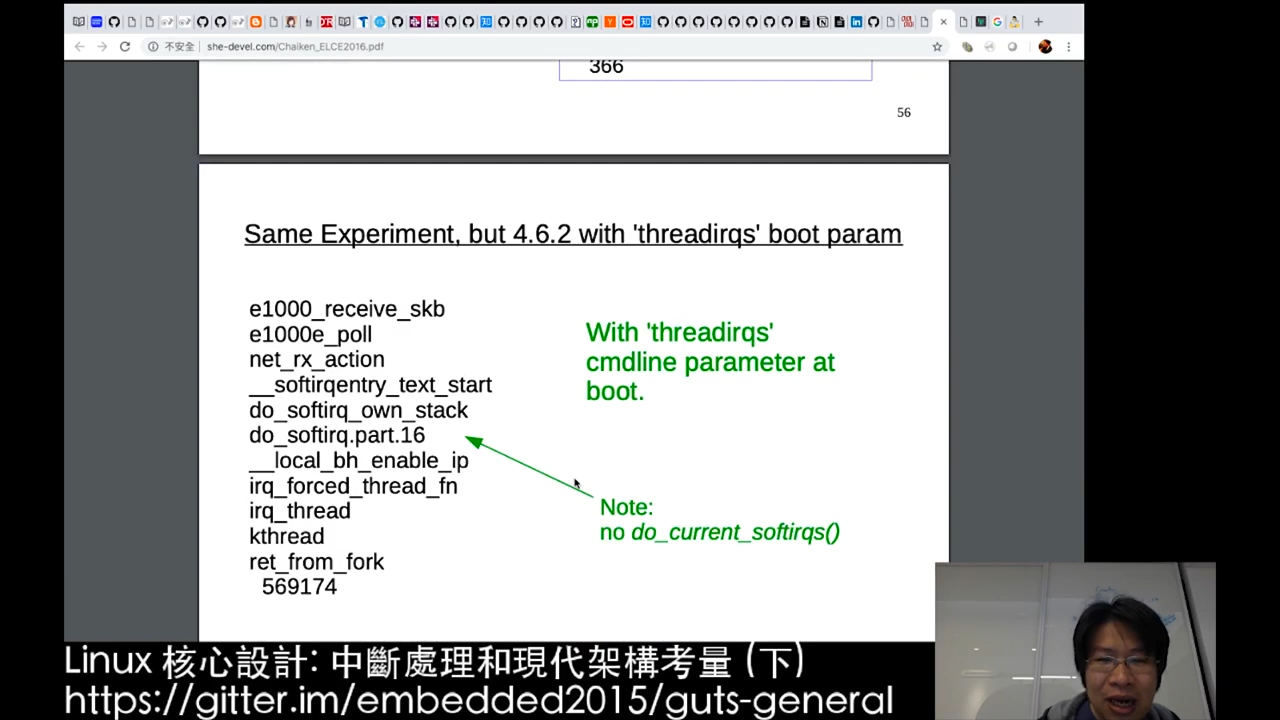 不安全
she-devel.com/Chaiken_ELCE2016.pdf
366
56
Same Experiment, but 4.6.2 with 'threadirqs' boot param
e1000_receive_skb
e1000e_poll
net_rx_action
__softirqentry_text_start
do_softirq_own_stack
do_softirq.part.16
__local_bh_enable_ip
irq_forced_thread_fn
irq_thread
kthread
ret_from_fork
569174
With 'threadirqs'
cmdline parameter at
boot.
Note:
no do_current_softirqs()
Linux 核心設計: 中斷處理和現代架構考量 (下)
https://gitter.im/embedded2015/guts-general